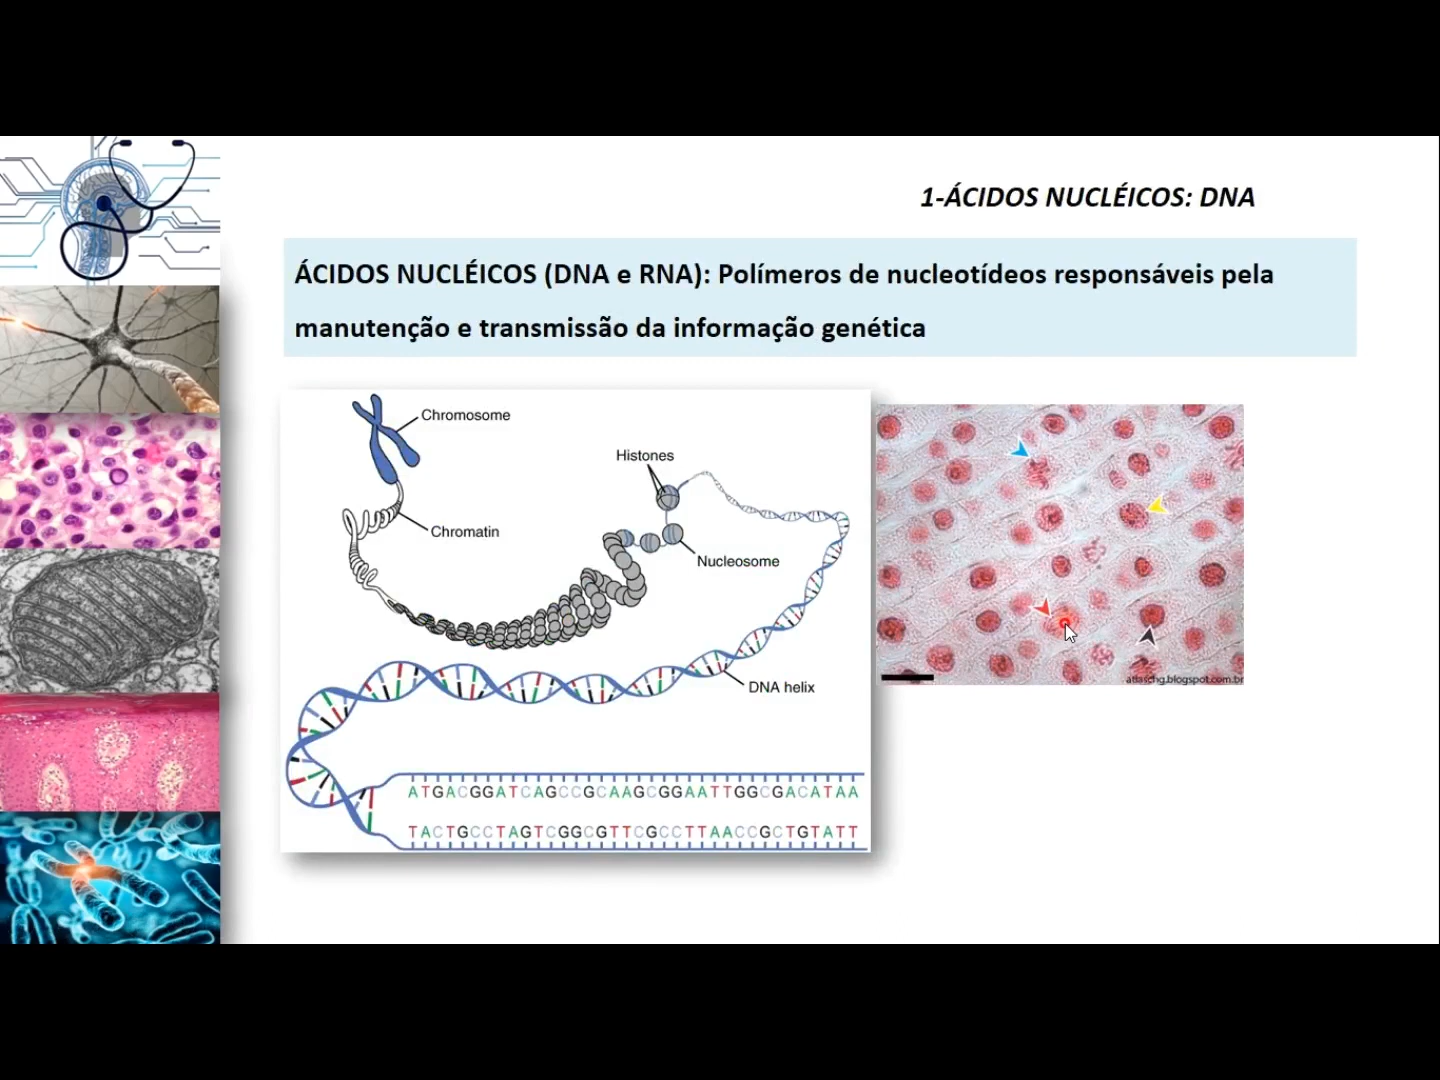 1-ÁCIDOS NUCLÉICOS: DNA
ÁCIDOS NUCLÉICOS (DNA e RNA): Polímeros de nucleotídeos responsáveis pela
manutenção e transmissão da informação genética
Chromosome
Histones
Chromatin
Nucleosome
DNA helix
ATGACGGATCAGCCGCAAGCGGAATTGGCGACATAA
TACTGCCTAGTCGGCGTTCGCCTTAACCGCTGTATT
atlaschg.blogspot.com.br